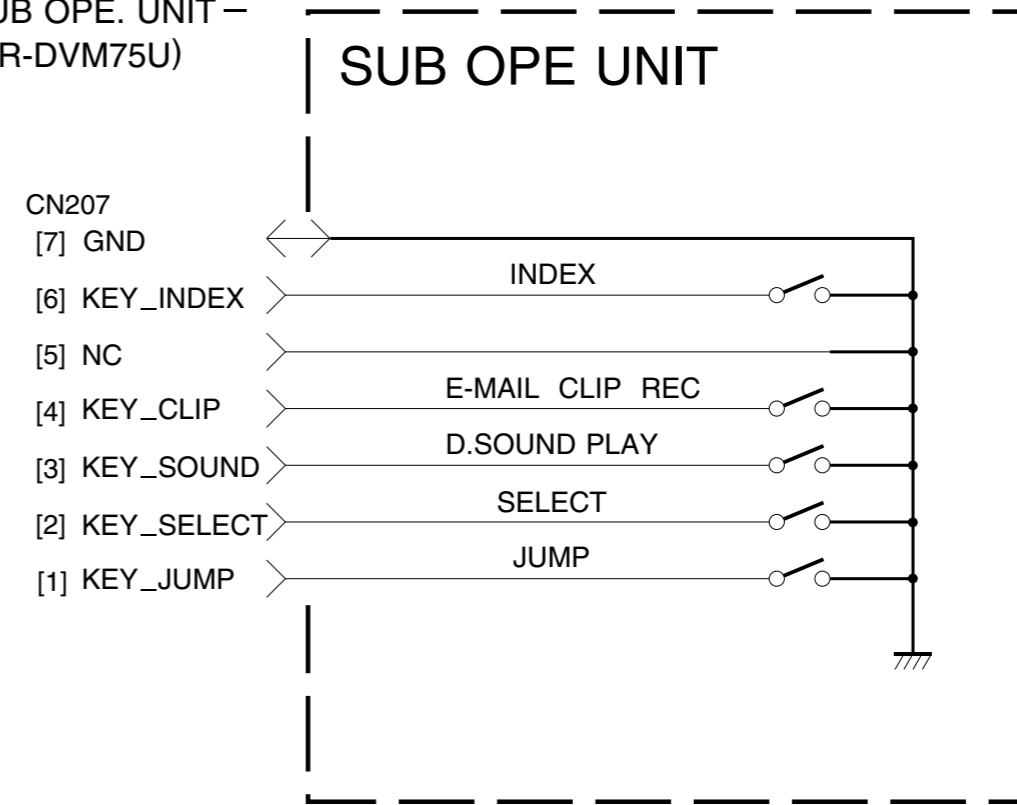 UB OPE. UNIT –
R-DVM75U)
SUB OPE UNIT
CN207
[7] GND
[6] KEY_INDEX
INDEX
[5] NC
[4] KEY_CLIP
E-MAIL CLIP REC
[3] KEY_SOUND
D.SOUND PLAY
[2] KEY_SELECT
SELECT
[1] KEY_JUMP
JUMP